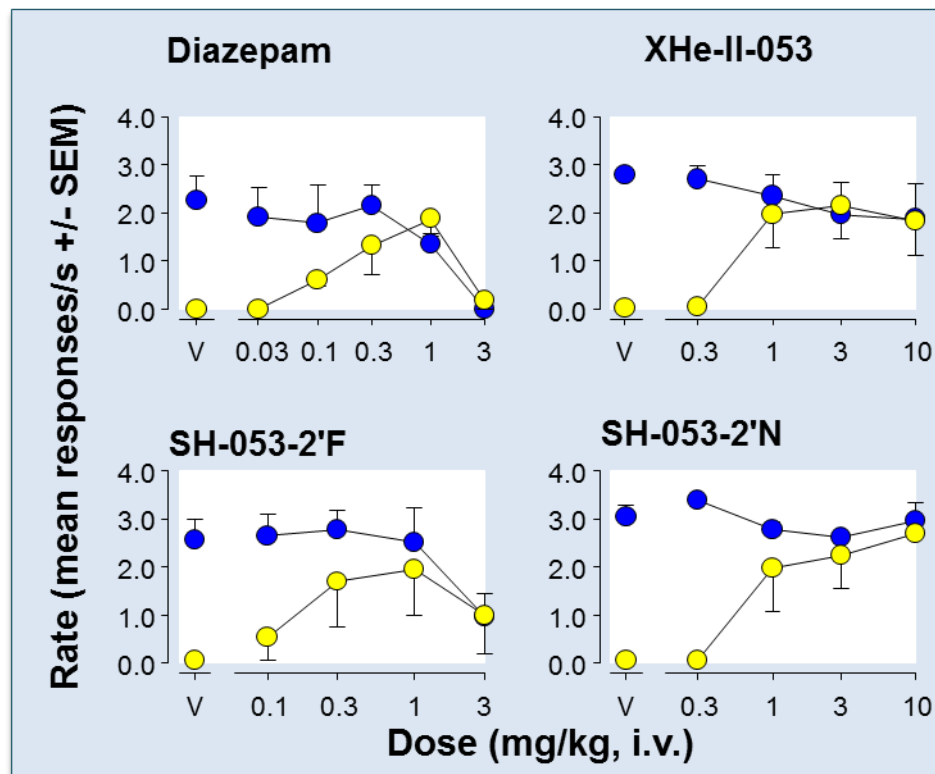 Diazepam
XHe-II-053
Rate (mean responses/s +/- SEM)
4.0
3.0
2.0
1.0
0.0
V 0.03 0.1 0.3 1 3
4.0
3.0
2.0
1.0
0.0
V 0.3 1 3 10
SH-053-2'F
SH-053-2'N
4.0
3.0
2.0
1.0
0.0
V 0.1 0.3 1 3
4.0
3.0
2.0
1.0
0.0
V 0.3 1 3 10
Dose (mg/kg, i.v.)